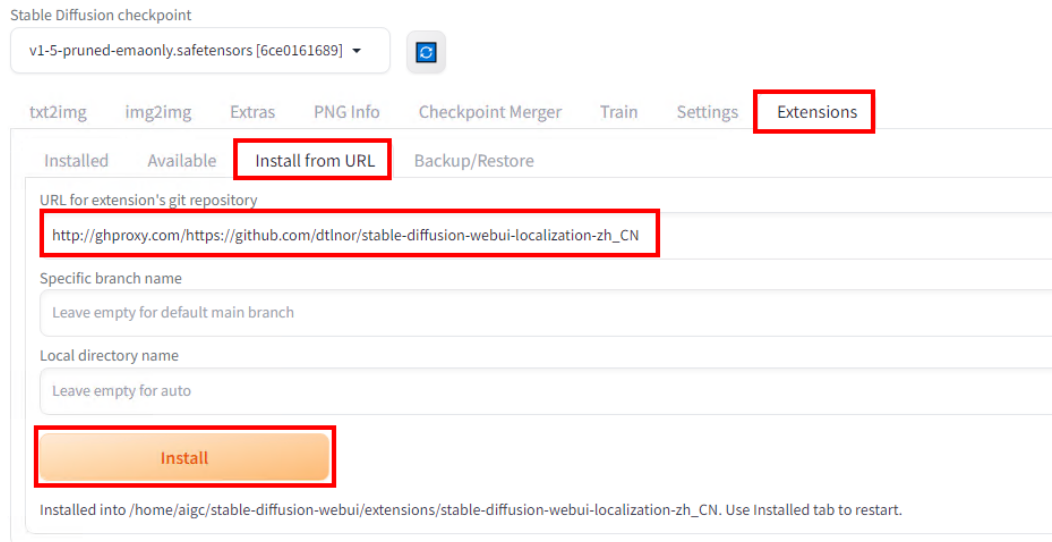 Stable Diffusion checkpoint
v1-5-pruned-emaonly.safetensors [6ce0161689]
txt2img img2img Extras PNG Info Checkpoint Merger Train Settings Extensions
Installed Available Install from URL Backup/Restore
URL for extension's git repository
http://ghproxy.com/https://github.com/dtlnor/stable-diffusion-webui-localization-zh_CN
Specific branch name
Leave empty for default main branch
Local directory name
Leave empty for auto
Install
Installed into /home/aigc/stable-diffusion-webui/extensions/stable-diffusion-webui-localization-zh_CN. Use Installed tab to restart.